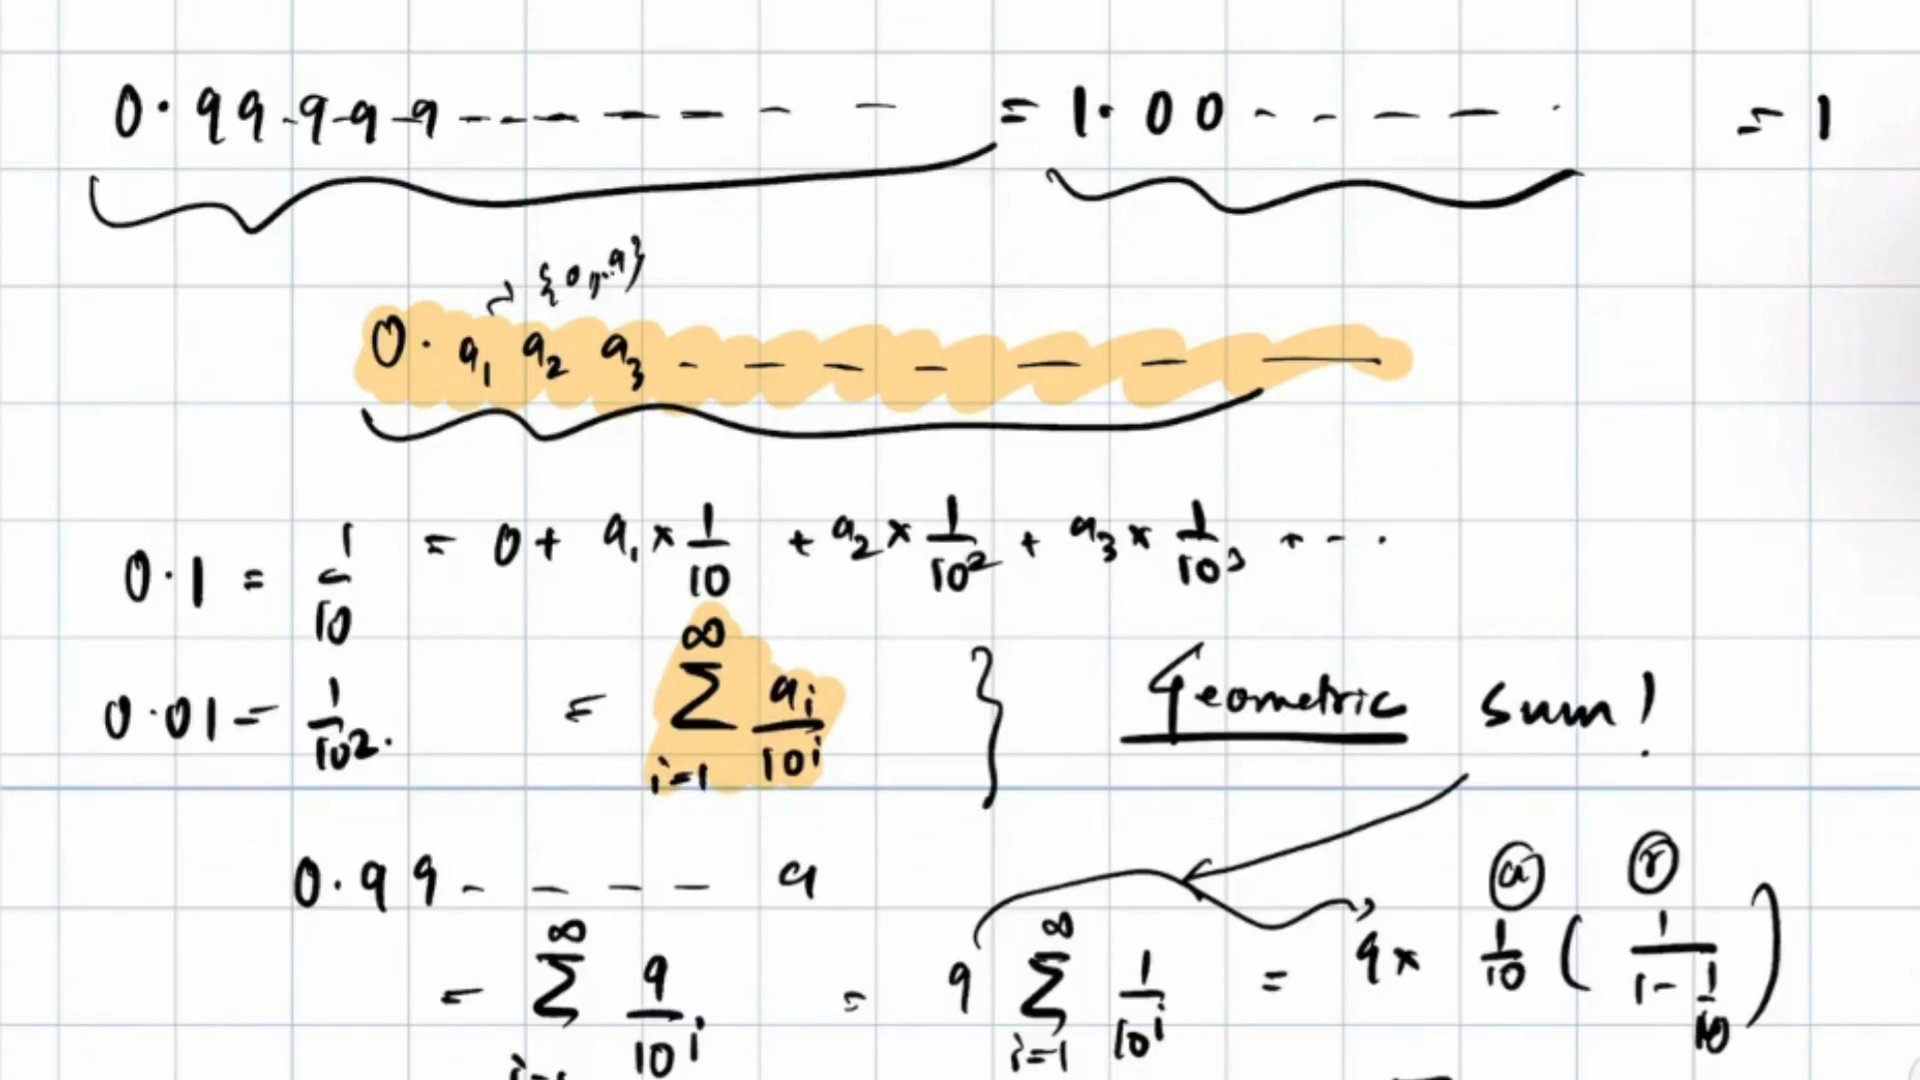 0.99999------- = 1.00----- = 1
{0,..9}
0.a₁ a₂ a₃ --------
0.1 = 1/10 = 0 + a₁ × 1/10 + a₂ × 1/10² + a₃ × 1/10³ + - - .
0.01 = 1/10². = ∑_{i=1}^{∞} a_i/10^i } Geometric sum!
0.99 - - - - 9 ⓐ ⓡ
= ∑_{i=1}^{∞} 9/10^i = 9 ∑_{i=1}^{∞} 1/10^i = 9 × 1/10 (1/(1 - 1/10))